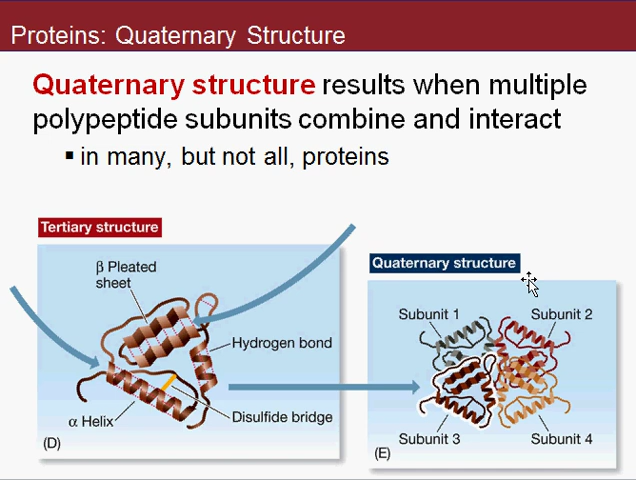 Proteins: Quaternary Structure
Quaternary structure results when multiple
polypeptide subunits combine and interact
▪ in many, but not all, proteins
Tertiary structure
β Pleated
sheet
Hydrogen bond
α Helix
Disulfide bridge
(D)
Quaternary structure
Subunit 1
Subunit 2
Subunit 3
Subunit 4
(E)